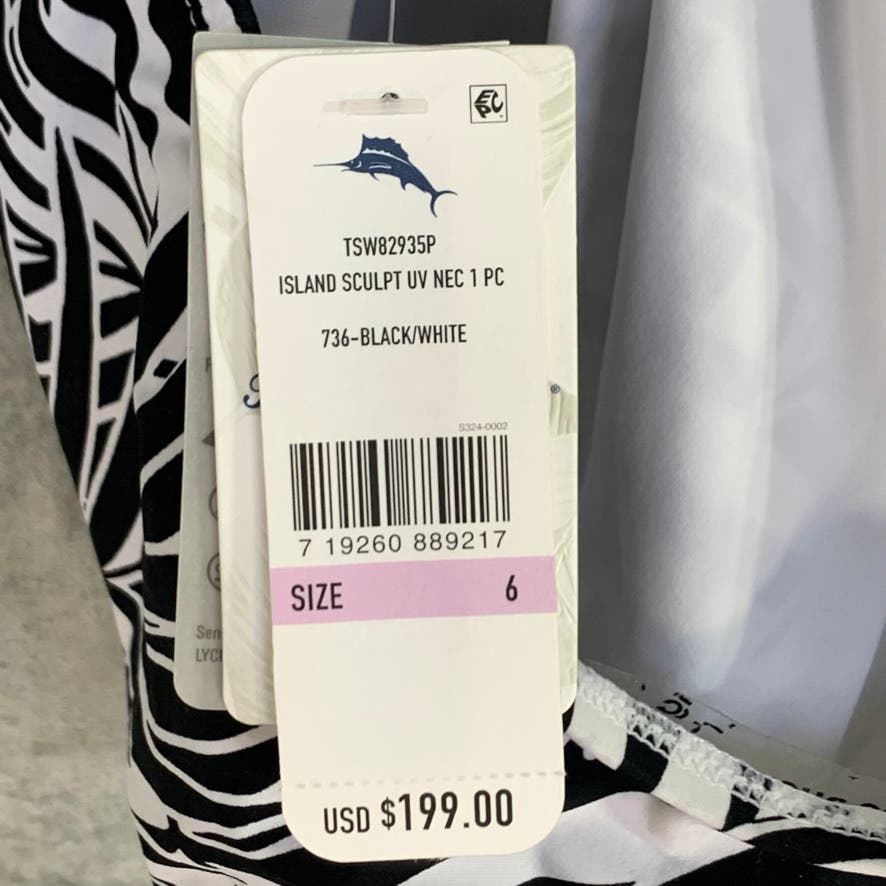 EPC
TSW82935P
ISLAND SCULPT UV NEC 1 PC
736-BLACK/WHITE
®
S324-0002
7 19260 889217
SIZE 6
USD $199.00